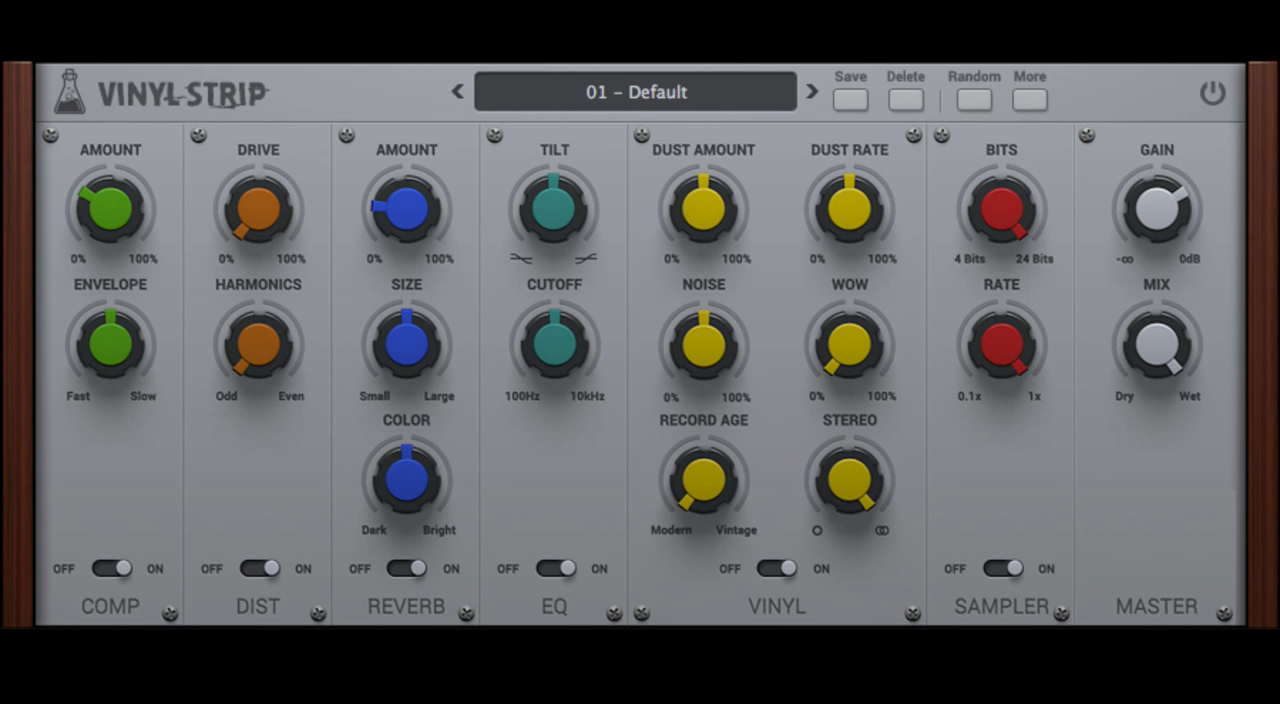 VINYL-STRIP
01 – Default
Save Delete Random More
AMOUNT DRIVE AMOUNT TILT DUST AMOUNT DUST RATE BITS GAIN
0% 100% 0% 100% 0% 100% 0% 100% 0% 100% 4 Bits 24 Bits -∞ 0dB
ENVELOPE HARMONICS SIZE CUTOFF NOISE WOW RATE MIX
Fast Slow Odd Even Small Large 100Hz 10kHz 0% 100% 0% 100% 0.1x 1x Dry Wet
COLOR RECORD AGE STEREO
Dark Bright Modern Vintage
OFF ON OFF ON OFF ON OFF ON OFF ON OFF ON
COMP DIST REVERB EQ VINYL SAMPLER MASTER